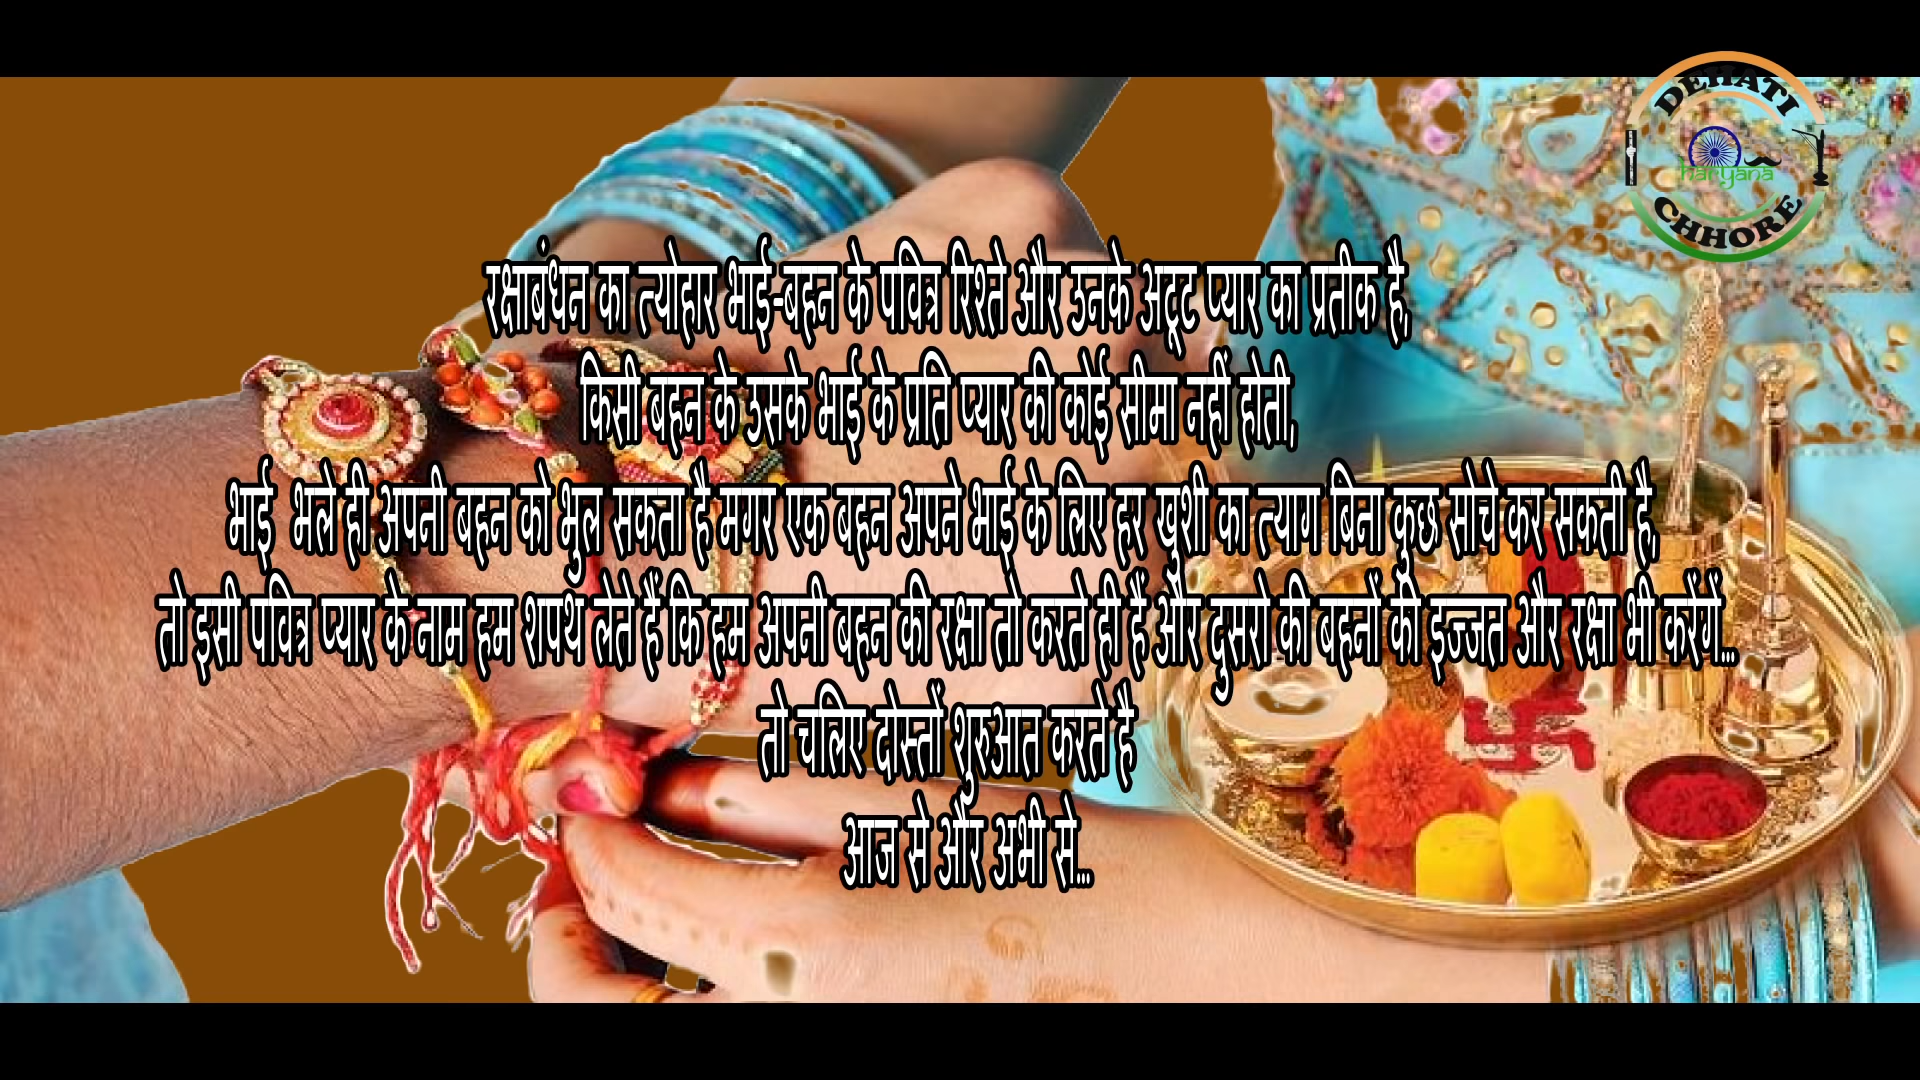 DEHATI
haryana
CHHORE
रक्षाबंधन का त्योहार भाई-बहन के पवित्र रिश्ते और उनके अटूट प्यार का प्रतीक है,
किसी बहन के उसके भाई के प्रति प्यार की कोई सीमा नहीं होती,
भाई भले ही अपनी बहन को भुल सकता है मगर एक बहन अपने भाई के लिए हर खुशी का त्याग बिना कुछ सोचे कर सकती है,
तो इसी पवित्र प्यार के नाम हम शपथ लेते हैं कि हम अपनी बहन की रक्षा तो करते ही हैं और दुसरो की बहनों की इज्जत और रक्षा भी करेंगें...
तो चलिए दोस्तों शुरुआत करते है
आज से और अभी से...